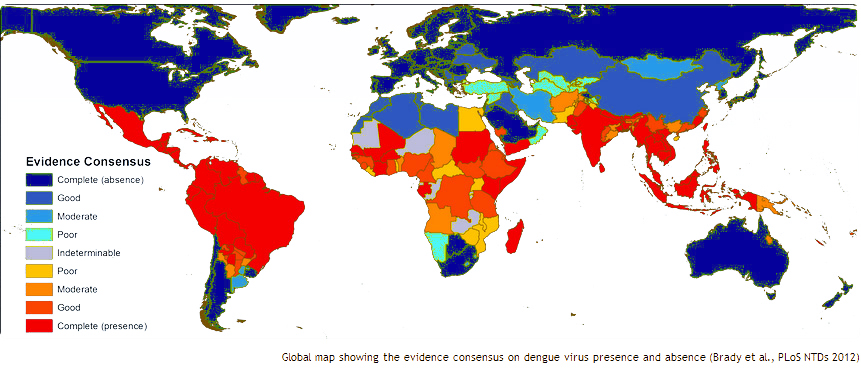 Evidence Consensus
Complete (absence)
Good
Moderate
Poor
Indeterminable
Poor
Moderate
Good
Complete (presence)
Global map showing the evidence consensus on dengue virus presence and absence (Brady et al., PLoS NTDs 2012)